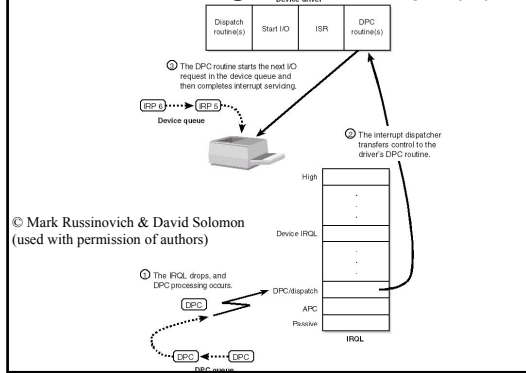 Device driver
Dispatch routine(s)
Start I/O
ISR
DPC routine(s)
③ The DPC routine starts the next I/O
request in the device queue and
then completes interrupt servicing.
IRP 6
IRP 5
Device queue
② The interrupt dispatcher
transfers control to the
driver's DPC routine.
High
.
.
.
Device IRQL
.
.
.
© Mark Russinovich & David Solomon
(used with permission of authors)
① The IRQL drops, and
DPC processing occurs.
DPC
DPC/dispatch
APC
Passive
IRQL
DPC
DPC
DPC queue